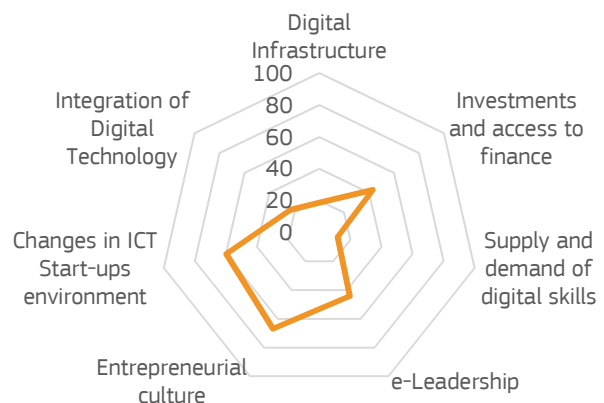 Digital
Infrastructure
100
80
60
40
20
0
Investments
and access to
finance
Supply and
demand of
digital skills
e-Leadership
Entrepreneurial
culture
Changes in ICT
Start-ups
environment
Integration of
Digital
Technology